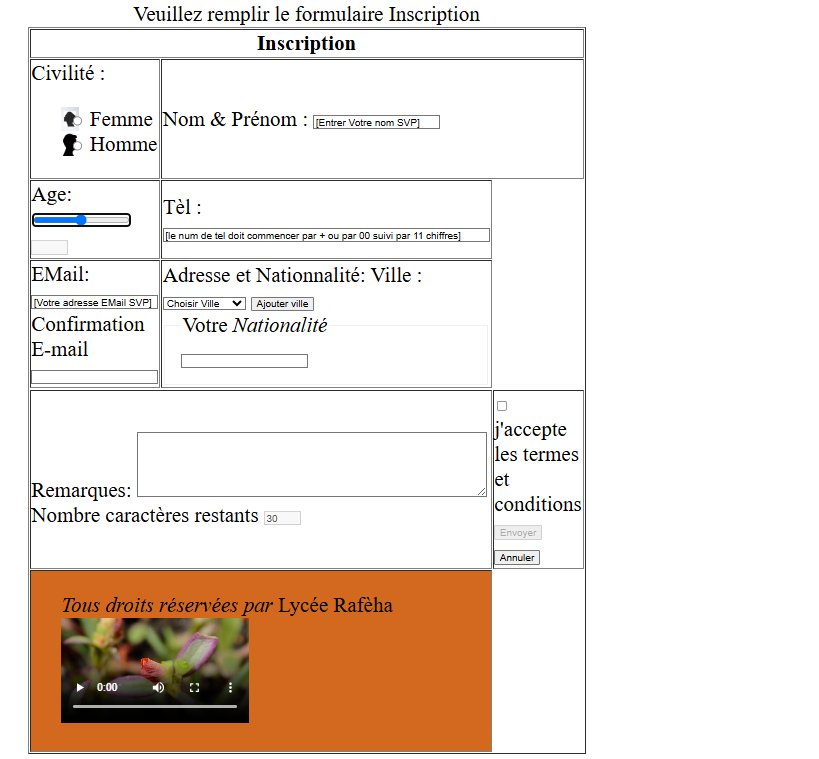 Veuillez remplir le formulaire Inscription
Inscription
Civilité :
Femme
Homme
Nom & Prénom : [Entrer Votre nom SVP]
Age:
Tèl :
[le num de tel doit commencer par + ou par 00 suivi par 11 chiffres]
EMail:
[Votre adresse EMail SVP]
Confirmation
E-mail
Adresse et Nationnalité: Ville :
Choisir Ville Ajouter ville
Votre Nationalité
Remarques:
Nombre caractères restants 30
j'accepte
les termes
et
conditions
Envoyer
Annuler
Tous droits réservées par Lycée Rafèha
0:00